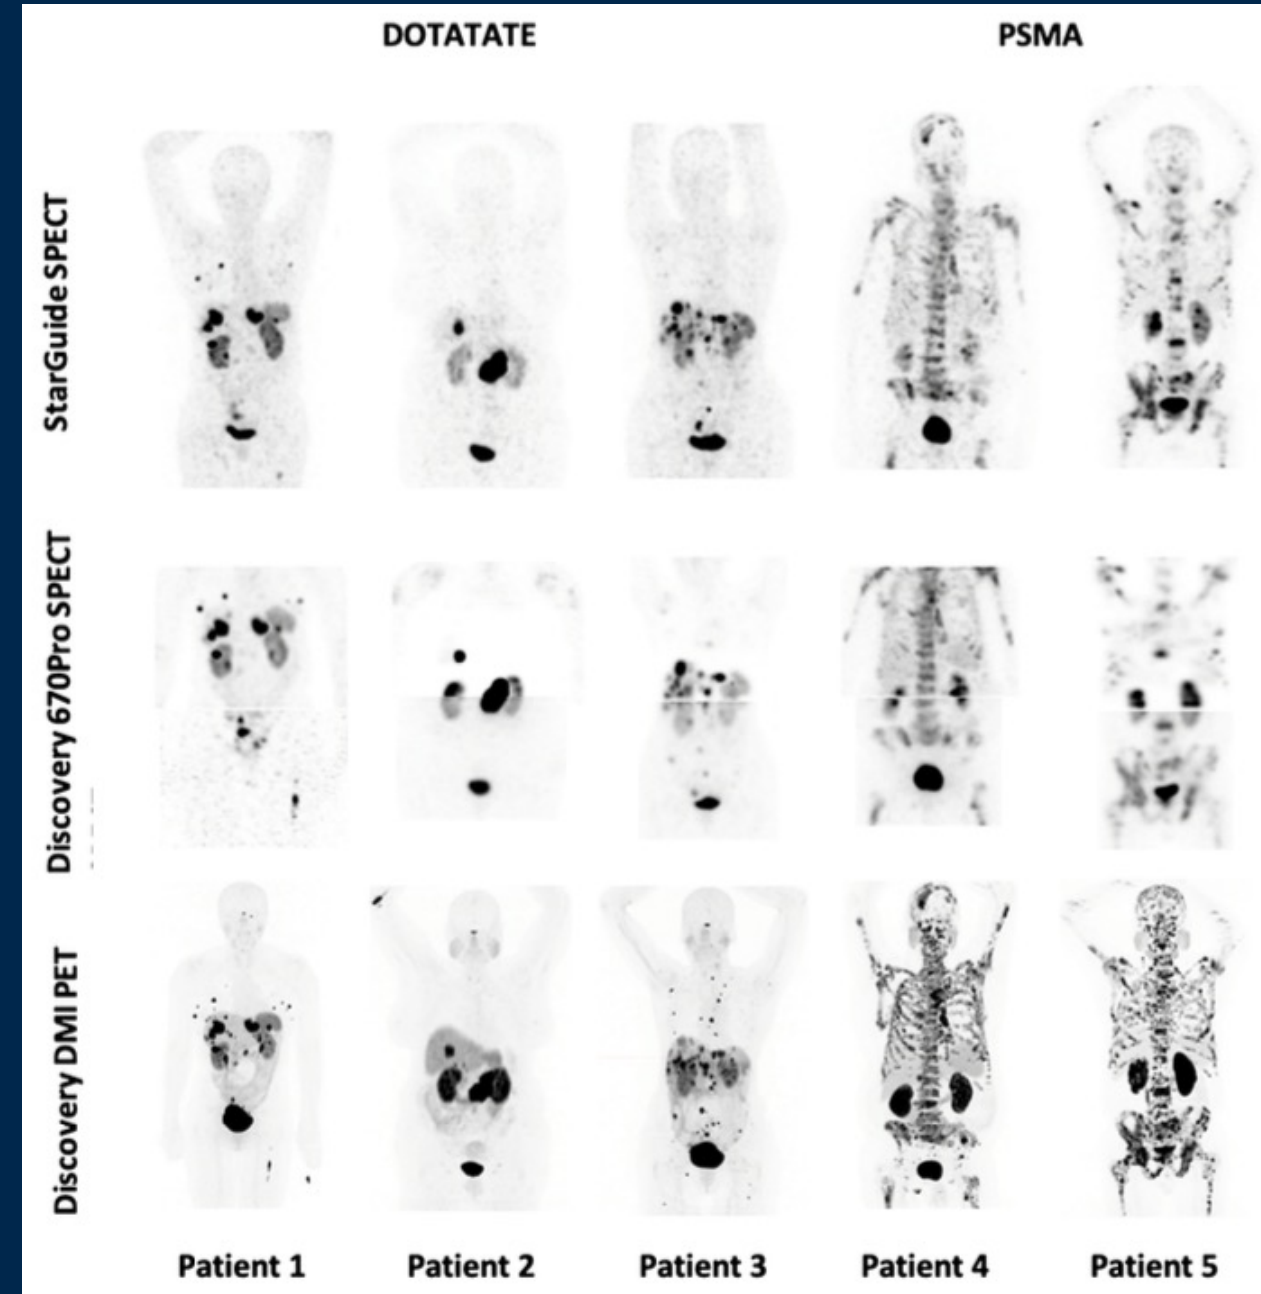 DOTATATE
PSMA
StarGuide SPECT
Discovery 670Pro SPECT
Discovery DMI PET
Patient 1
Patient 2
Patient 3
Patient 4
Patient 5